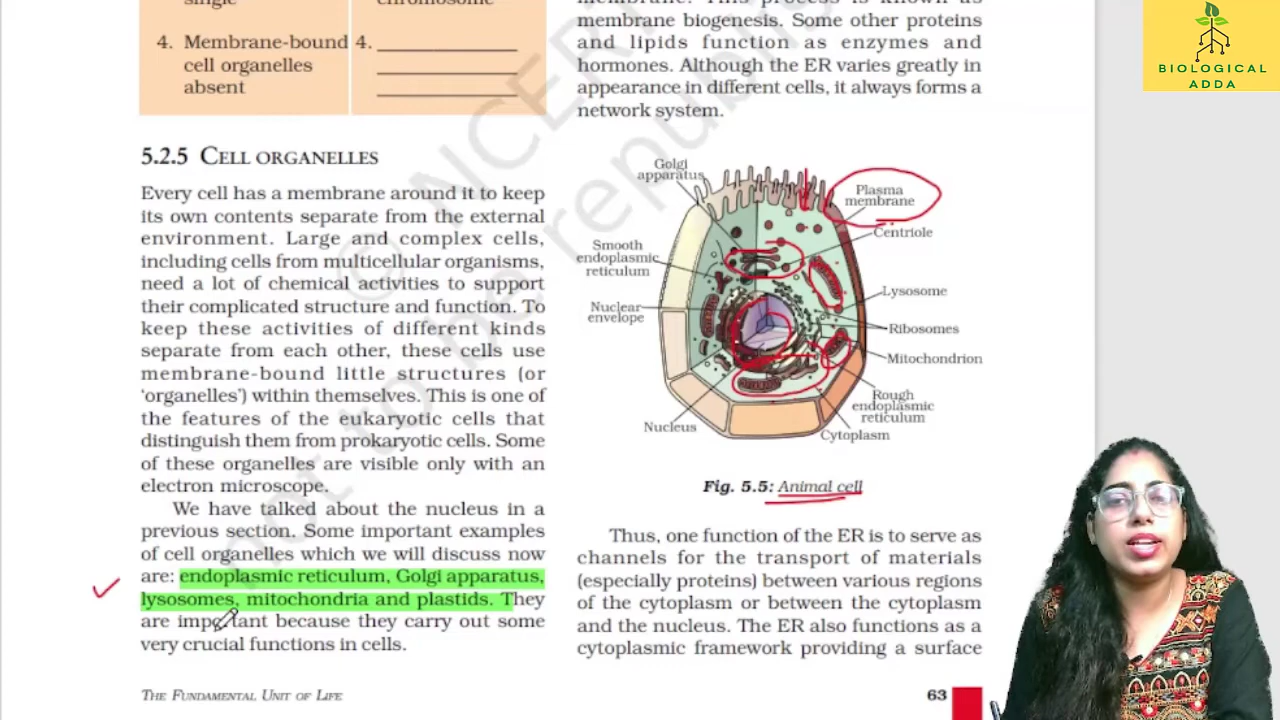 single
chromosome
4. Membrane-bound
cell organelles
absent
4.
5.2.5 CELL ORGANELLES
Every cell has a membrane around it to keep
its own contents separate from the external
environment. Large and complex cells,
including cells from multicellular organisms,
need a lot of chemical activities to support
their complicated structure and function. To
keep these activities of different kinds
separate from each other, these cells use
membrane-bound little structures (or
‘organelles’) within themselves. This is one of
the features of the eukaryotic cells that
distinguish them from prokaryotic cells. Some
of these organelles are visible only with an
electron microscope.
We have talked about the nucleus in a
previous section. Some important examples
of cell organelles which we will discuss now
are: endoplasmic reticulum, Golgi apparatus,
lysosomes, mitochondria and plastids. They
are important because they carry out some
very crucial functions in cells.
THE FUNDAMENTAL UNIT OF LIFE
membrane. This process is known as
membrane biogenesis. Some other proteins
and lipids function as enzymes and
hormones. Although the ER varies greatly in
appearance in different cells, it always forms a
network system.
Golgi
apparatus
Plasma
membrane
Centriole
Smooth
endoplasmic
reticulum
Lysosome
Nuclear
envelope
Ribosomes
Mitochondrion
Rough
endoplasmic
reticulum
Nucleus
Cytoplasm
Fig. 5.5: Animal cell
Thus, one function of the ER is to serve as
channels for the transport of materials
(especially proteins) between various regions
of the cytoplasm or between the cytoplasm
and the nucleus. The ER also functions as a
cytoplasmic framework providing a surface
63
© NCER
not to be republi
BIOLOGICAL
ADDA